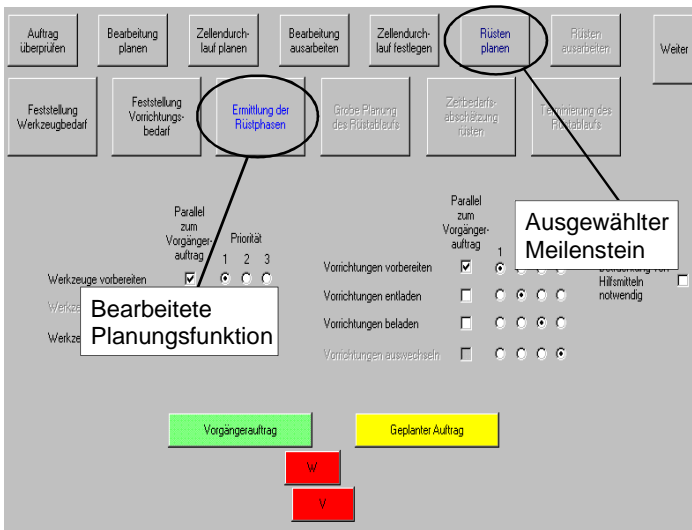 Auftrag
überprüfen
Bearbeitung
planen
Zellendurch-
lauf planen
Bearbeitung
ausarbeiten
Zellendurch-
lauf festlegen
Rüsten
planen
Rüsten
ausarbeiten
Weiter
Feststellung
Werkzeugbedarf
Feststellung
Vorrichtungs-
bedarf
Ermittlung der
Rüstphasen
Grobe Planung
des Rüstablaufs
Zeitbedarfs-
abschätzung
rüsten
Terminierung des
Rüstablaufs
Parallel
zum
Vorgänger-
auftrag
Priorität
1 2 3
Werkzeuge vorbereiten
Werkze
Werkze
Bearbeitete
Planungsfunktion
Parallel
zum
Vorgänger-
auftrag
1
Ausgewählter
Meilenstein
Vorrichtungen vorbereiten
Vorrichtungen entladen
Vorrichtungen beladen
Vorrichtungen auswechseln
Hilfsmitteln
notwendig
Vorgängerauftrag
Geplanter Auftrag
W
V